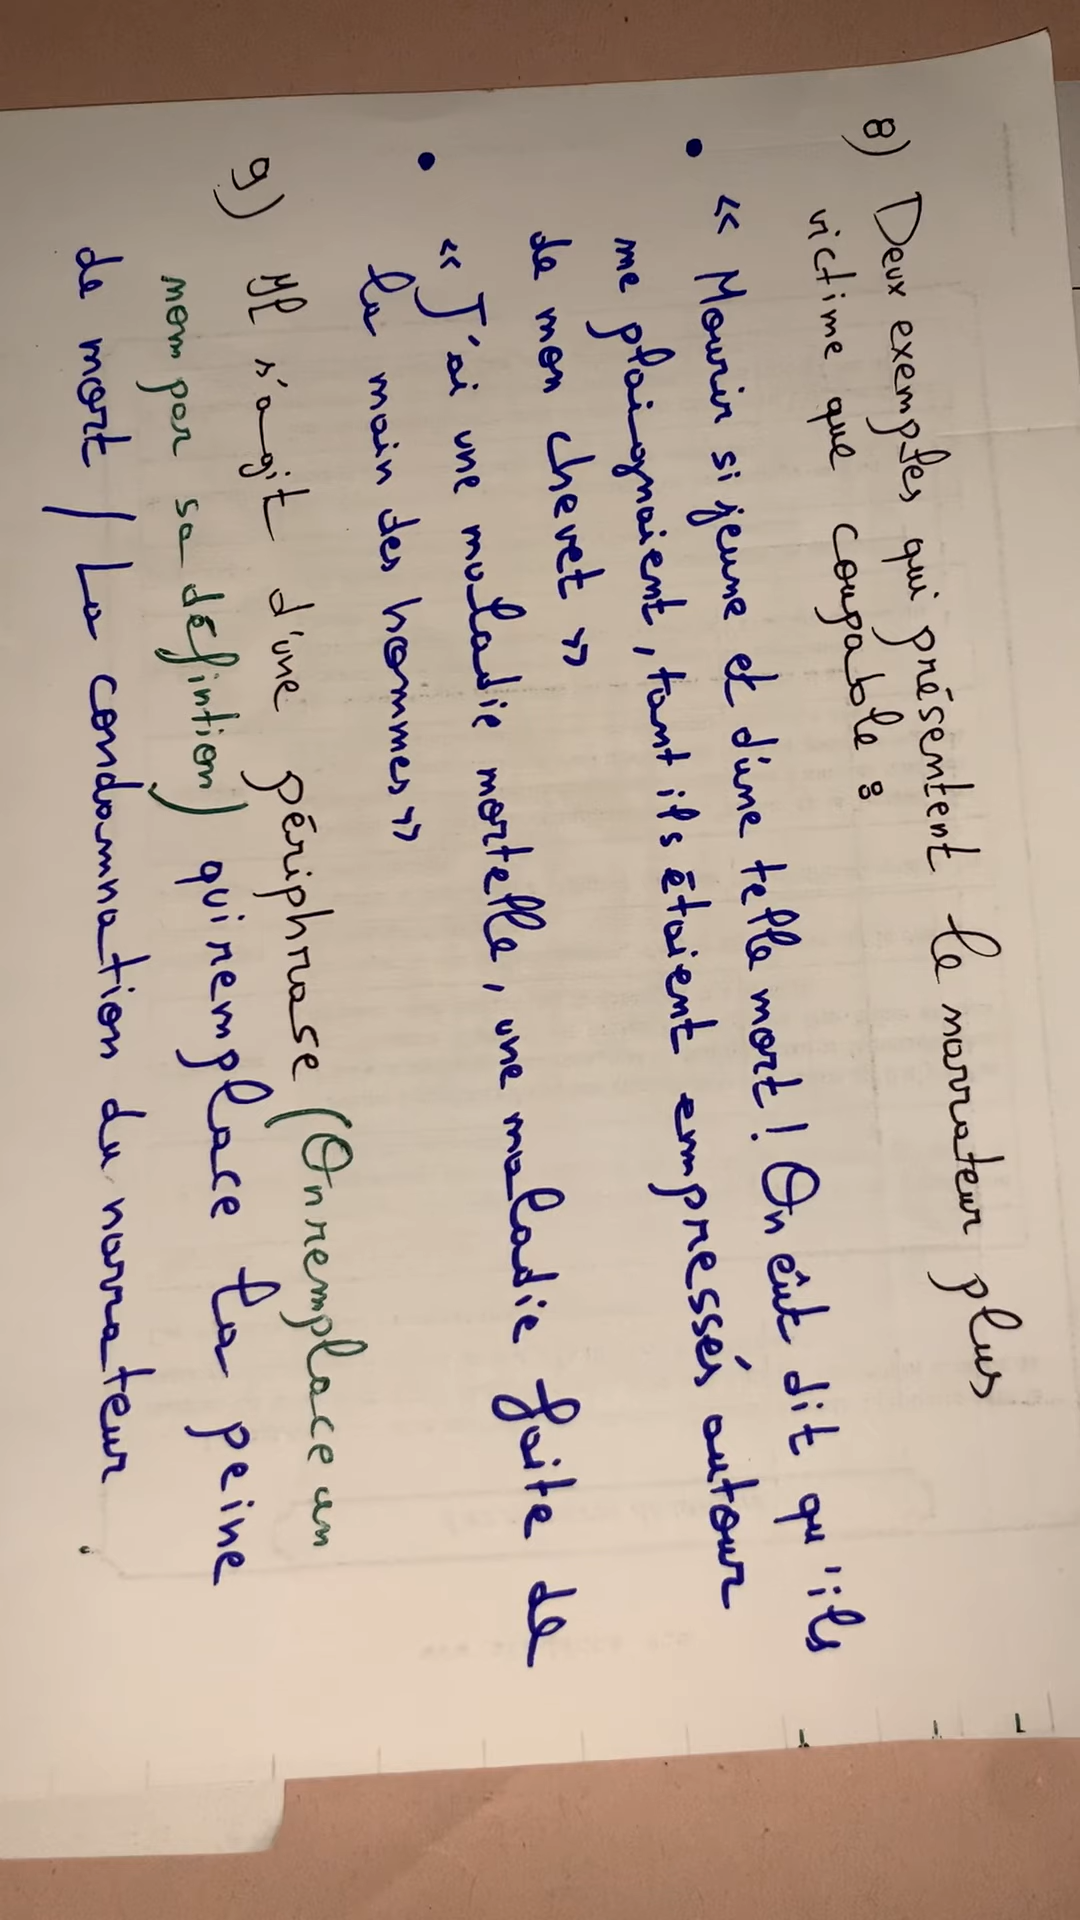 8) Deux exemples qui présentent le narrateur plus
victime que coupable :
• « Mourir si jeune et d'une telle mort ! On eût dit qu'ils
me plaignaient, tant ils étaient empressés autour
de mon chevet »
• « J'ai une maladie mortelle, une maladie faite de
la main des hommes »
9) Il s'agit d'une périphrase (On remplace un
nom par sa défintion) qui remplace la peine
de mort / La condamnation du narrateur